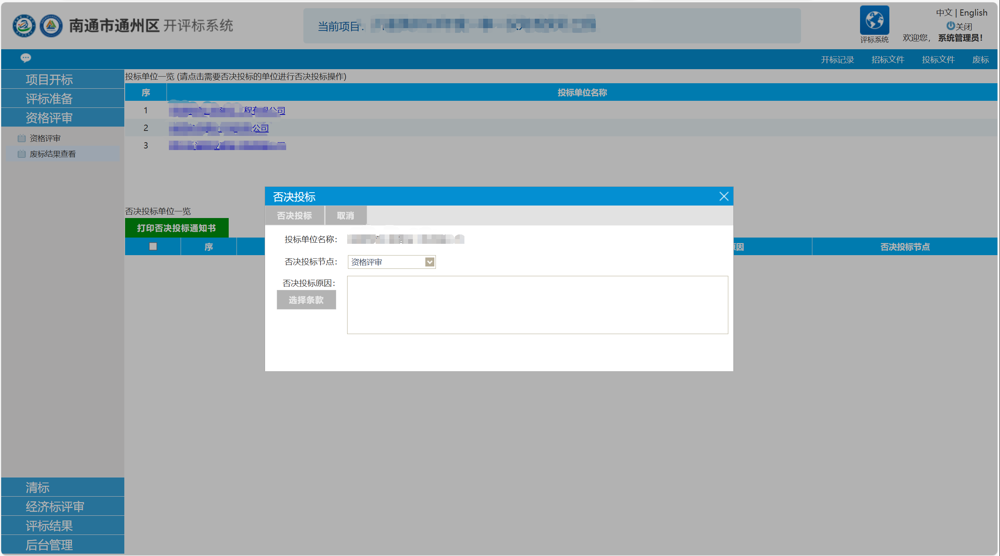 南通市通州区 开评标系统
当前项目:
评标系统
中文 | English
关闭
欢迎您, 系统管理员!
开标记录 招标文件 投标文件 废标
项目开标
评标准备
资格评审
资格评审
废标结果查看
清标
经济标评审
评标结果
后台管理
投标单位一览 (请点击需要否决投标的单位进行否决投标操作)
序 投标单位名称
1 公司
2 公司
3
否决投标单位一览
打印否决投标通知书
序 因 否决投标节点
否决投标
否决投标 取消
投标单位名称:
否决投标节点: 资格评审
否决投标原因:
选择条款